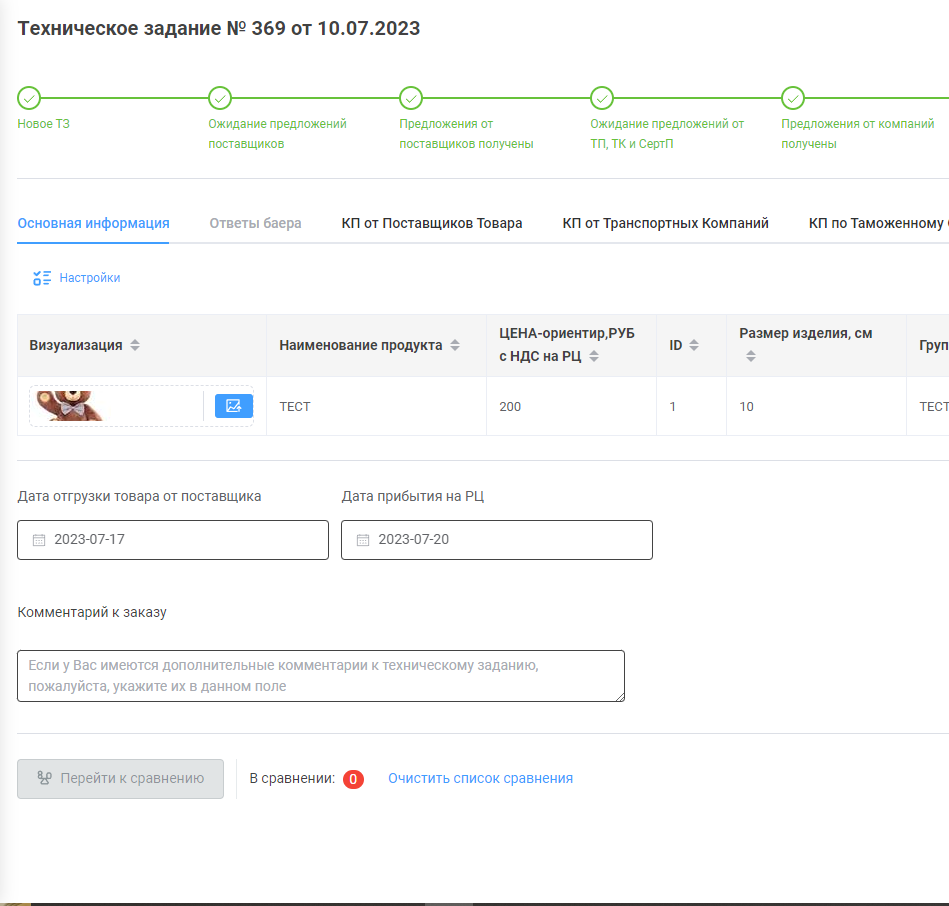 Техническое задание № 369 от 10.07.2023
Новое ТЗ
Ожидание предложений
поставщиков
Предложения от
поставщиков получены
Ожидание предложений от
ТП, ТК и СертП
Предложения от компаний
получены
Основная информация
Ответы баера
КП от Поставщиков Товара
КП от Транспортных Компаний
КП по Таможенному
Настройки
Визуализация
Наименование продукта
ЦЕНА-ориентир,РУБ
с НДС на РЦ
ID
Размер изделия, см
Груп
ТЕСТ
200
1
10
ТЕСТ
Дата отгрузки товара от поставщика
Дата прибытия на РЦ
2023-07-17
2023-07-20
Комментарий к заказу
Если у Вас имеются дополнительные комментарии к техническому заданию,
пожалуйста, укажите их в данном поле
Перейти к сравнению
В сравнении: 0
Очистить список сравнения